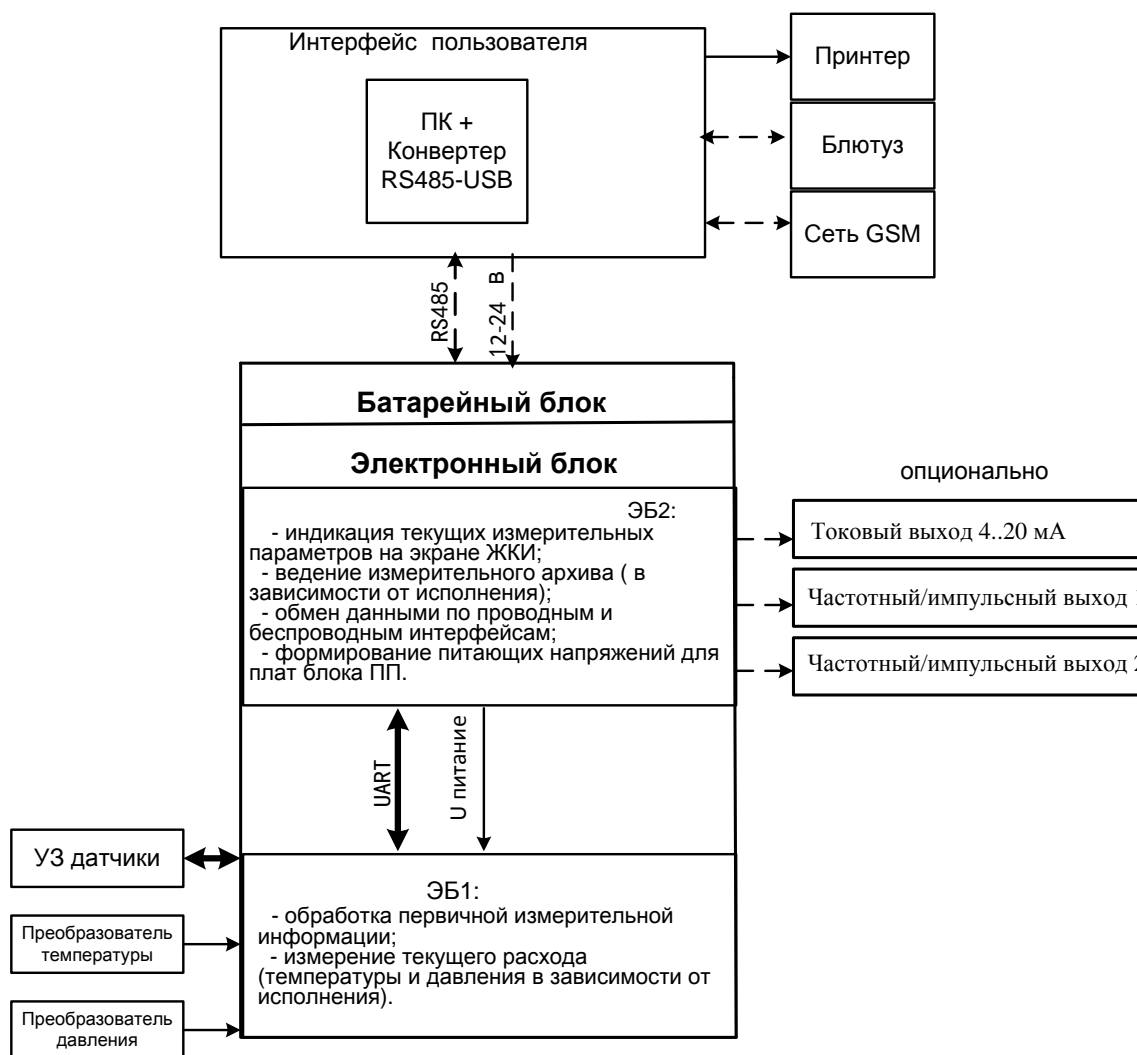 Интерфейс пользователя
ПК +
Конвертер
RS485-USB
Принтер
Блютуз
Сеть GSM
RS485
12-24 В
Батарейный блок
Электронный блок
ЭБ2:
- индикация текущих измерительных
параметров на экране ЖКИ;
- ведение измерительного архива ( в
зависимости от исполнения);
- обмен данными по проводным и
беспроводным интерфейсам;
- формирование питающих напряжений для
плат блока ПП.
опционально
Токовый выход 4..20 мА
Частотный/импульсный выход 1
Частотный/импульсный выход 2
UART
U питание
УЗ датчики
Преобразователь
температуры
Преобразователь
давления
ЭБ1:
- обработка первичной измерительной
информации;
- измерение текущего расхода
(температуры и давления в зависимости от
исполнения).